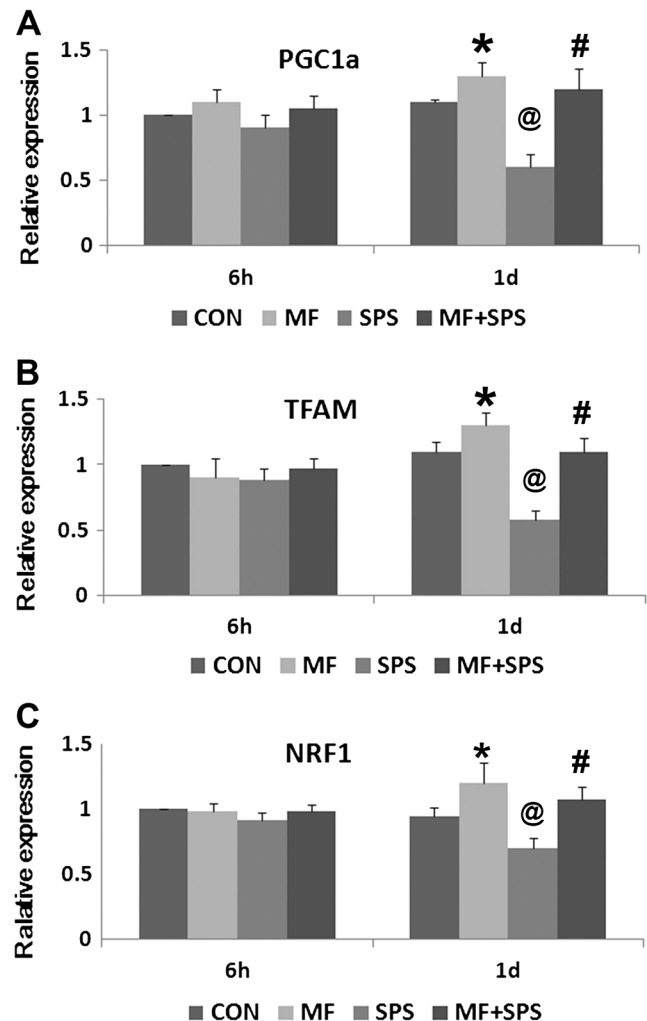 A
PGC1a
Relative expression
1.5
1
0.5
0
* @ #
6h 1d
CON MF SPS MF+SPS
B
TFAM
Relative expression
1.5
1
0.5
0
* @ #
6h 1d
CON MF SPS MF+SPS
C
NRF1
Ralative expression
1.5
1
0.5
0
* @ #
6h 1d
CON MF SPS MF+SPS